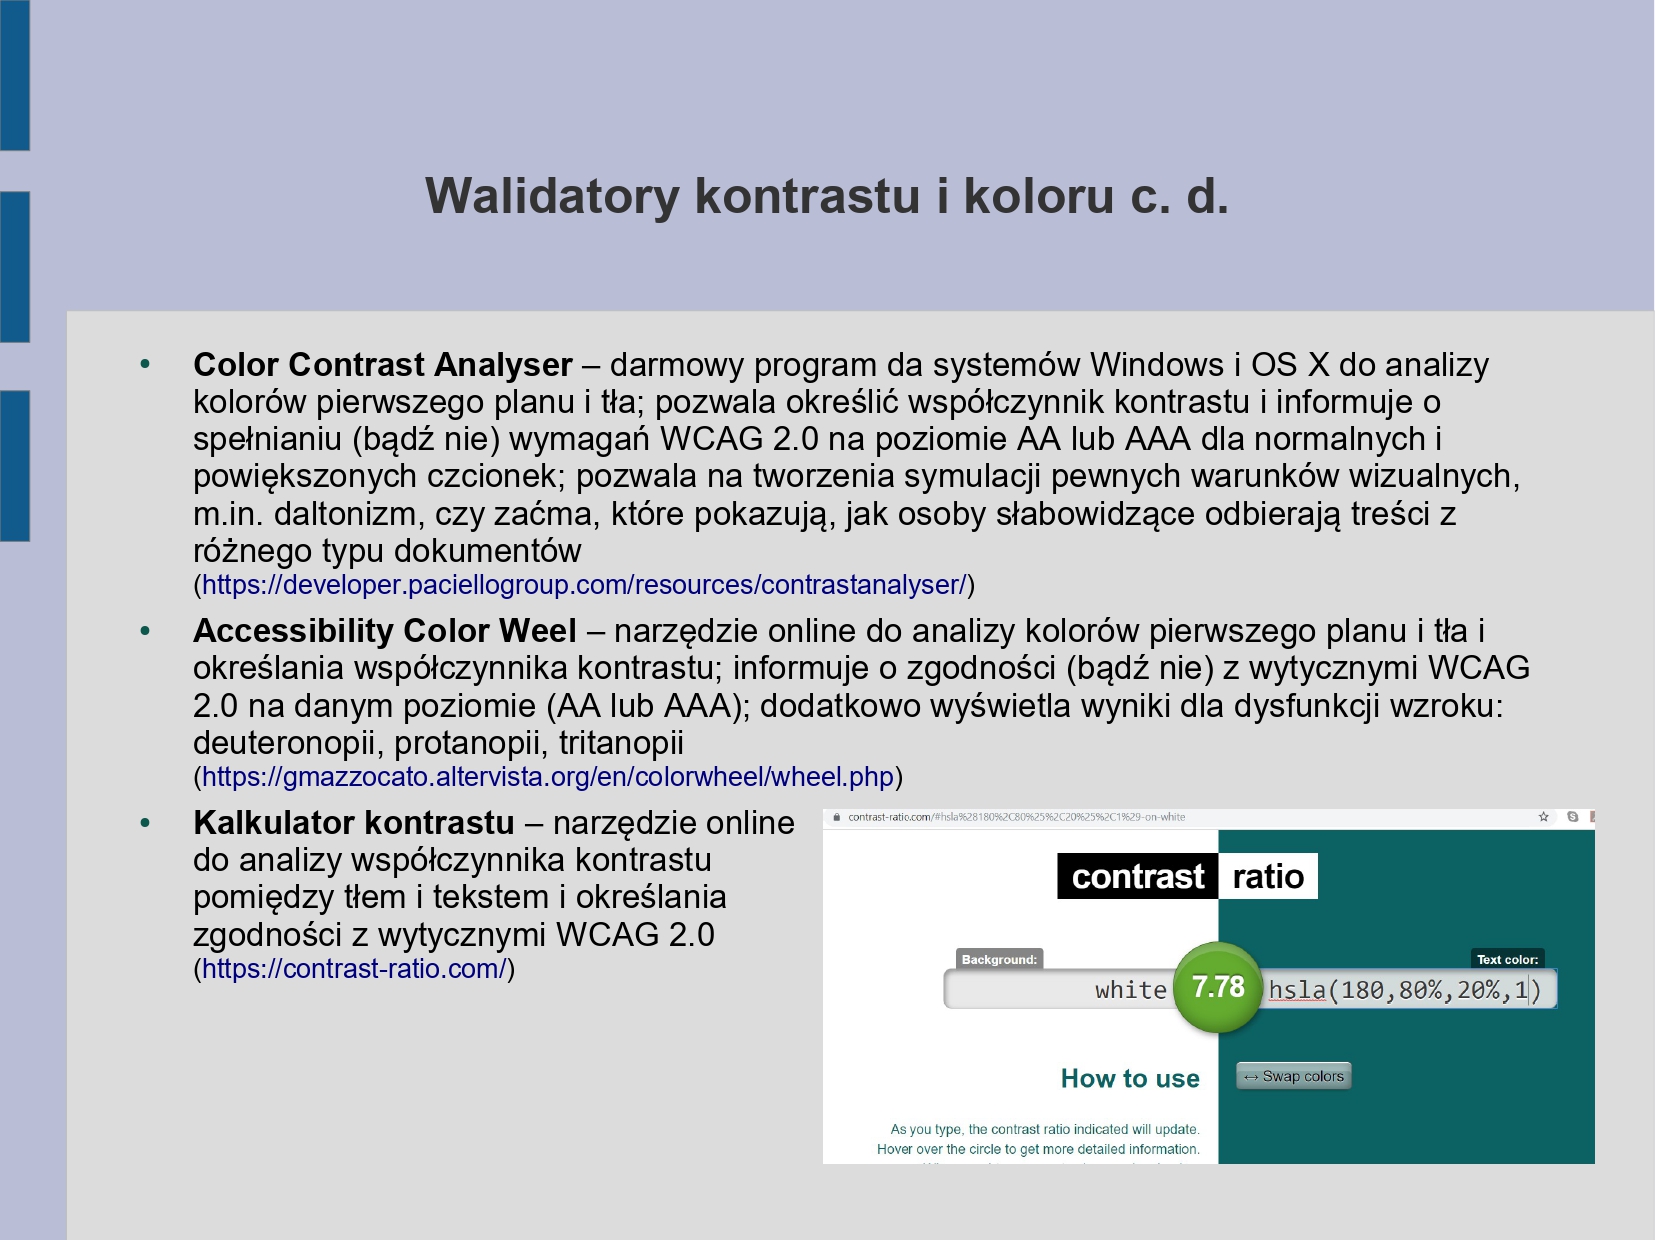 Walidatory kontrastu i koloru c. d.
• Color Contrast Analyser – darmowy program da systemów Windows i OS X do analizy
kolorów pierwszego planu i tła; pozwala określić współczynnik kontrastu i informuje o
spełnianiu (bądź nie) wymagań WCAG 2.0 na poziomie AA lub AAA dla normalnych i
powiększonych czcionek; pozwala na tworzenia symulacji pewnych warunków wizualnych,
m.in. daltonizm, czy zaćma, które pokazują, jak osoby słabowidzące odbierają treści z
różnego typu dokumentów
(https://developer.paciellogroup.com/resources/contrastanalyser/)
• Accessibility Color Weel – narzędzie online do analizy kolorów pierwszego planu i tła i
określania współczynnika kontrastu; informuje o zgodności (bądź nie) z wytycznymi WCAG
2.0 na danym poziomie (AA lub AAA); dodatkowo wyświetla wyniki dla dysfunkcji wzroku:
deuteronopii, protanopii, tritanopii
(https://gmazzocato.altervista.org/en/colorwheel/wheel.php)
• Kalkulator kontrastu – narzędzie online
do analizy współczynnika kontrastu
pomiędzy tłem i tekstem i określania
zgodności z wytycznymi WCAG 2.0
(https://contrast-ratio.com/)
contrast-ratio.com/#hsla%28180%2C80%25%2C20%25%2C1%29-on-white
contrast ratio
Background: Text color:
white 7.78 hsla(180,80%,20%,1)
How to use ↔ Swap colors
As you type, the contrast ratio indicated will update.
Hover over the circle to get more detailed information.